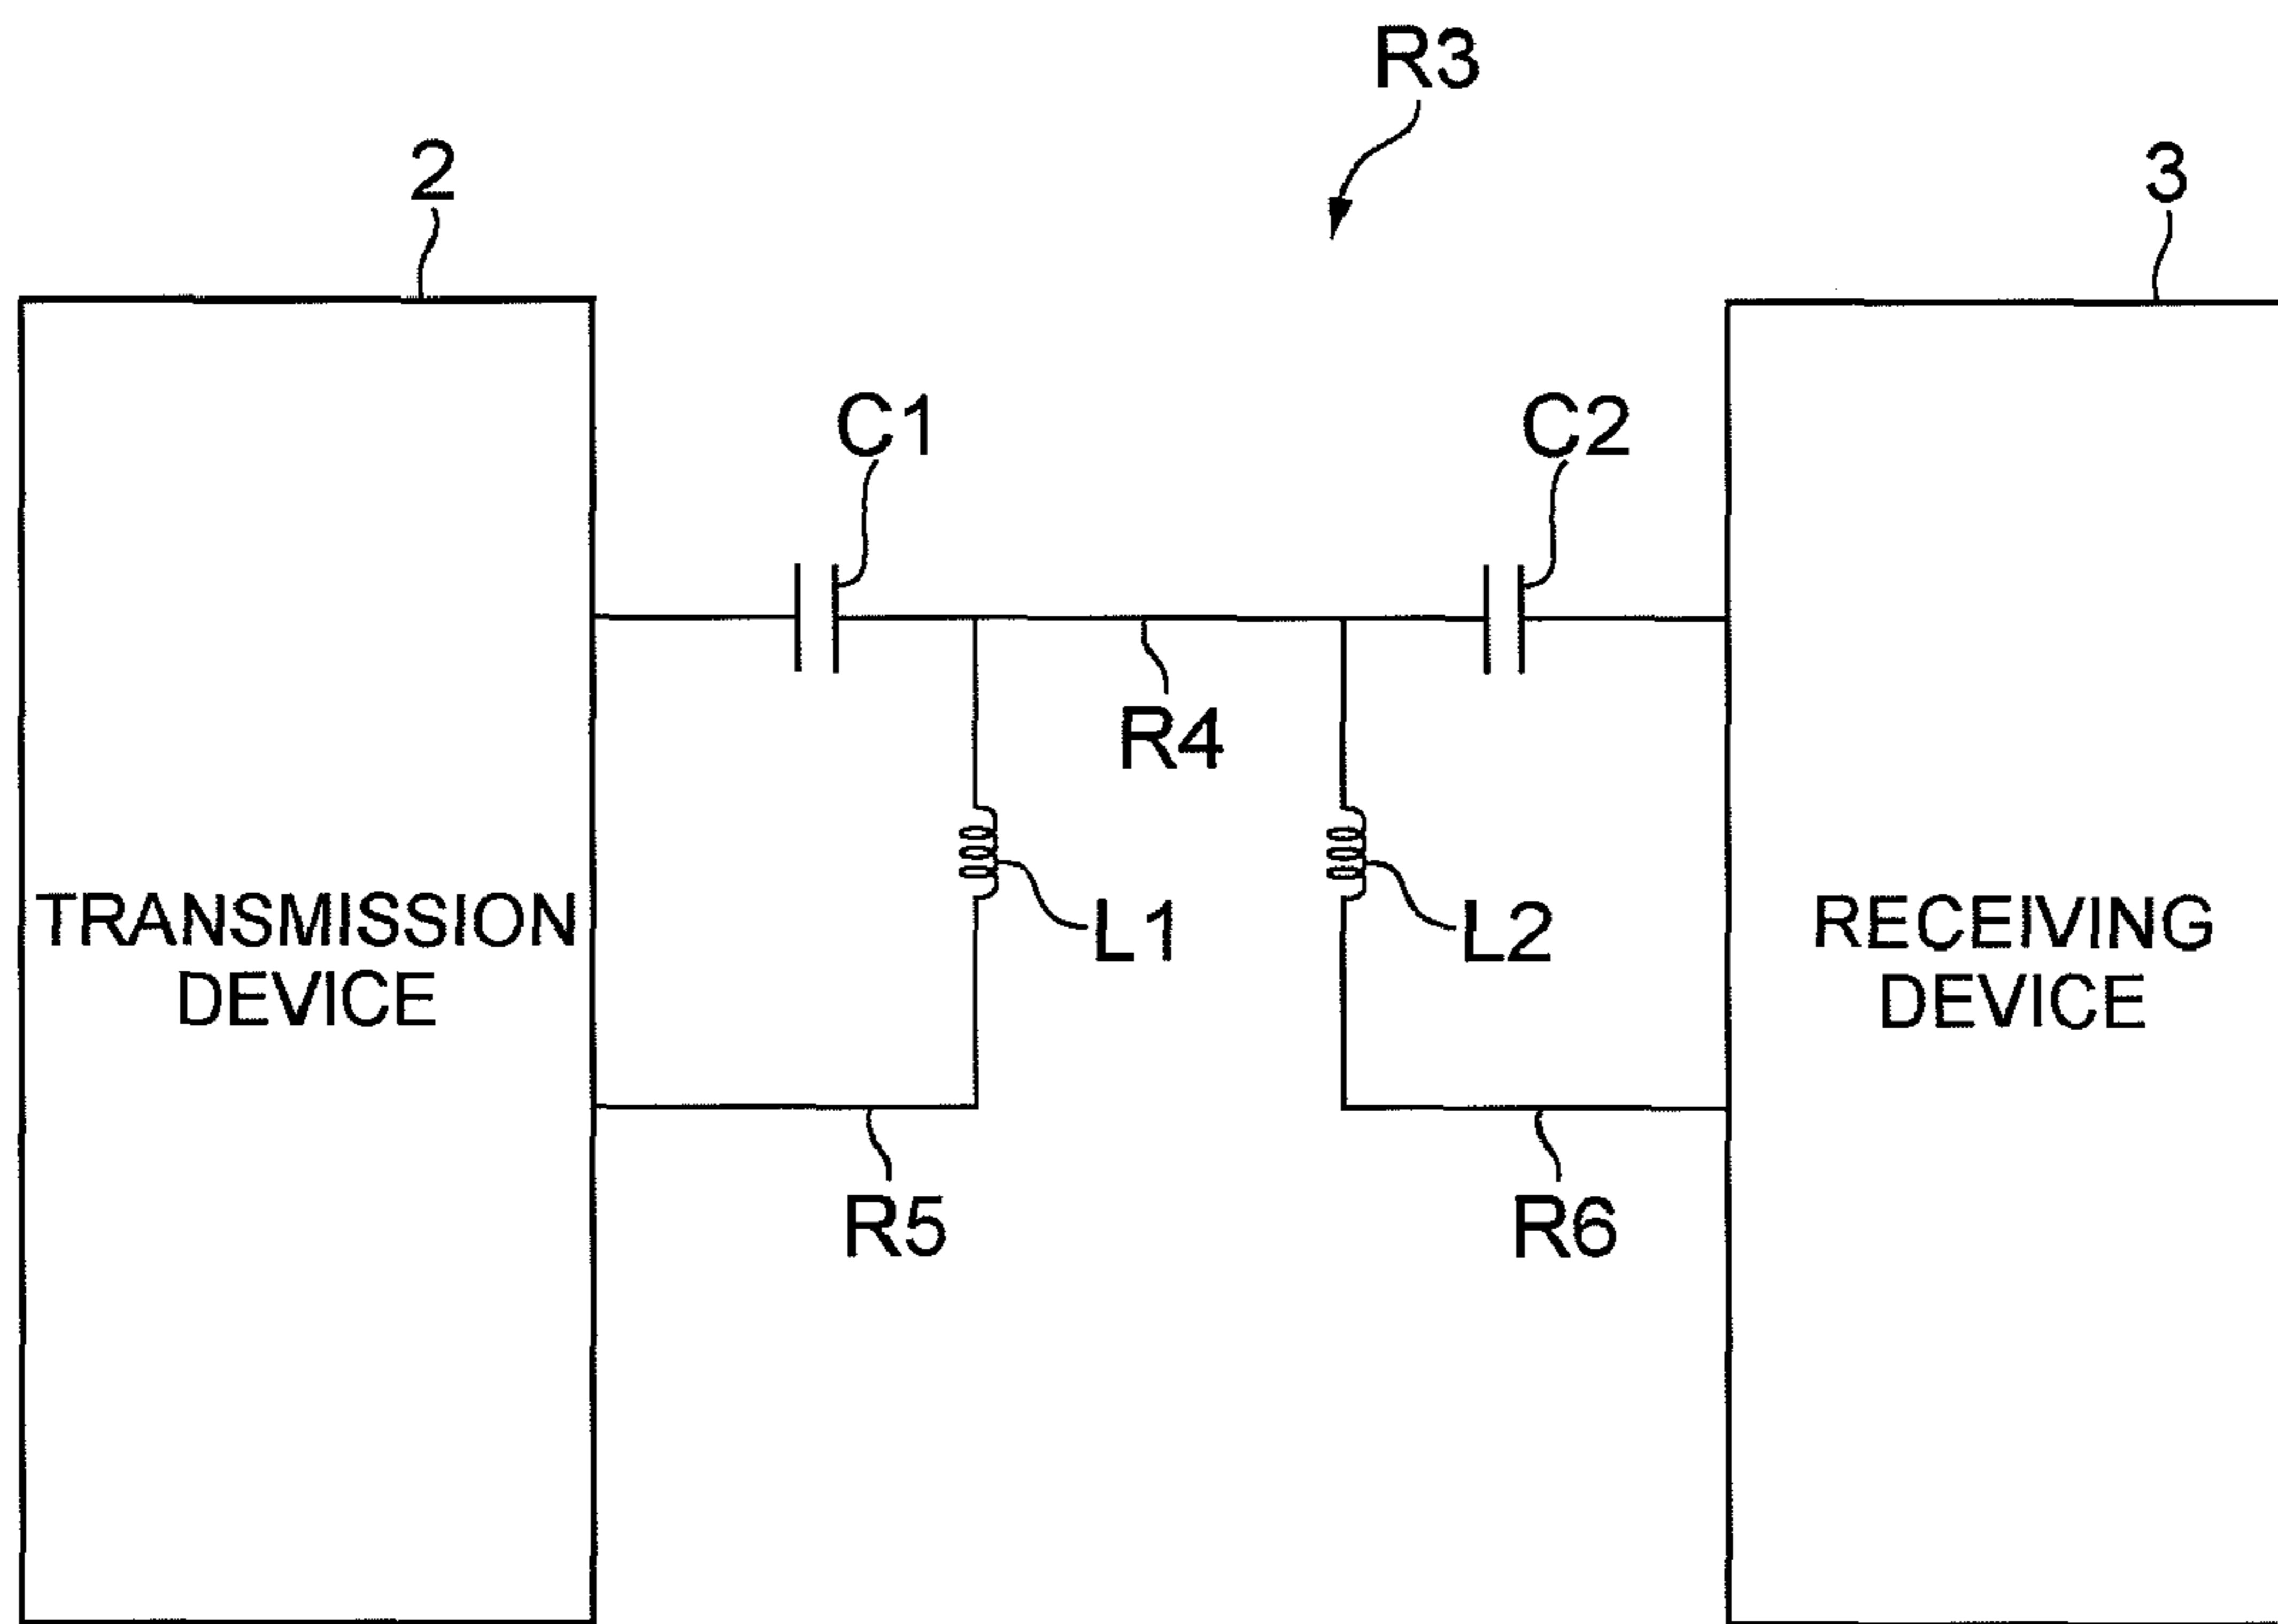 R3
2
3
C1
C2
R4
L1
L2
TRANSMISSION
DEVICE
RECEIVING
DEVICE
R5
R6